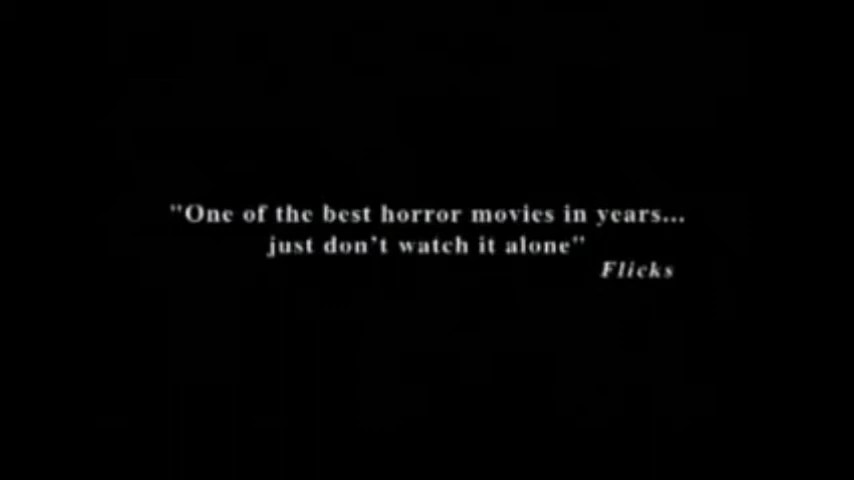 "One of the best horror movies in years...
just don't watch it alone"
Flicks